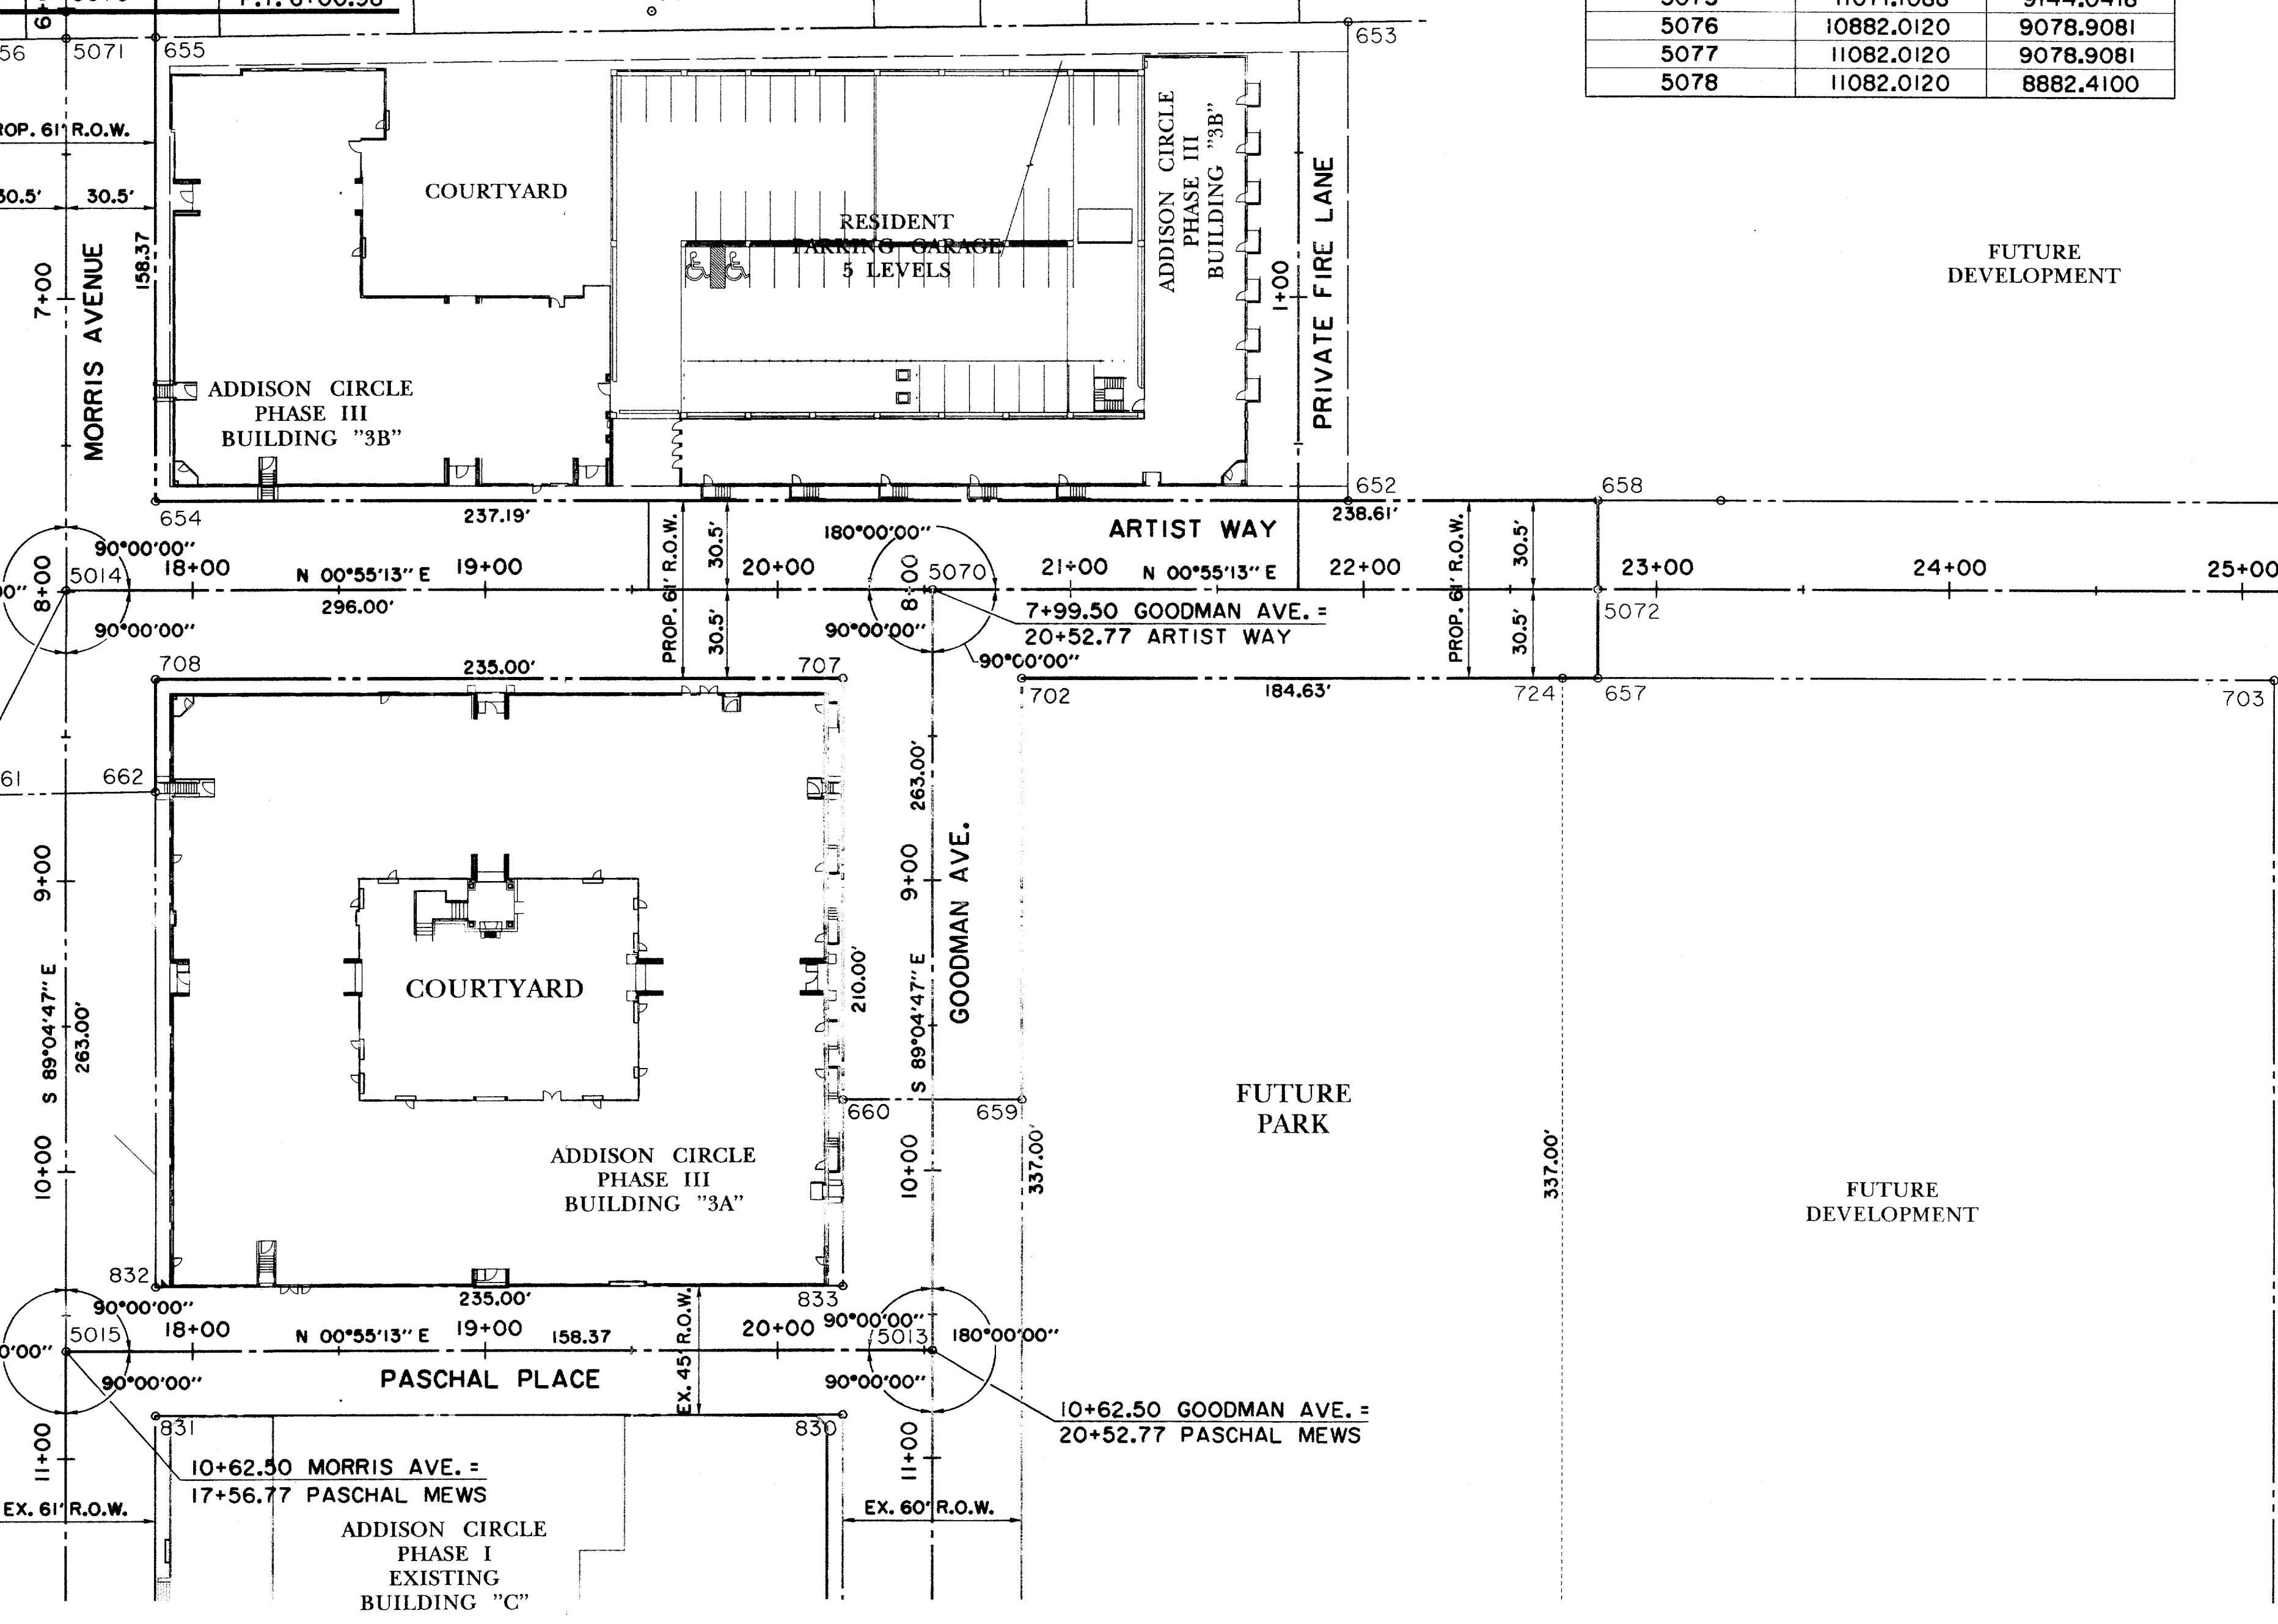 653
5076 10882.0120 9078.9081
5077 11082.0120 9078.9081
5078 11082.0120 8882.4100
56 5071 655
ROP. 61' R.O.W.
30.5' 30.5'
158.37
MORRIS AVENUE
7+00
COURTYARD
RESIDENT
PARKING GARAGE
5 LEVELS
ADDISON CIRCLE
PHASE III
BUILDING "3B"
1+00
PRIVATE FIRE LANE
FUTURE
DEVELOPMENT
ADDISON CIRCLE
PHASE III
BUILDING "3B"
654
237.19'
PROP. 61' R.O.W.
30.5'
30.5'
180°00'00"
ARTIST WAY
652
238.61'
658
PROP. 61' R.O.W.
30.5'
30.5'
90°00'00"
8+00
5014
18+00
N 00°55'13" E
19+00
20+00
8+00
5070
21+00
N 00°55'13" E
22+00
23+00
24+00
25+00
296.00'
90°00'00"
90°00'00"
7+99.50 GOODMAN AVE. =
20+52.77 ARTIST WAY
5072
90°00'00"
708
235.00'
707
702
184.63'
724
657
703
61
662
263.00'
9+00
9+00
GOODMAN AVE.
COURTYARD
S 89°04'47" E
263.00'
210.00'
S 89°04'47" E
660
659
FUTURE
PARK
10+00
10+00
337.00'
337.00'
ADDISON CIRCLE
PHASE III
BUILDING "3A"
FUTURE
DEVELOPMENT
832
235.00'
833
90°00'00"
90°00'00"
0'00"
5015
18+00
N 00°55'13" E
19+00
158.37
20+00
5013
180°00'00"
EX. 45' R.O.W.
90°00'00"
PASCHAL PLACE
90°00'00"
10+62.50 GOODMAN AVE. =
20+52.77 PASCHAL MEWS
831
830
11+00
11+00
10+62.50 MORRIS AVE. =
17+56.77 PASCHAL MEWS
EX. 61' R.O.W.
EX. 60' R.O.W.
ADDISON CIRCLE
PHASE I
EXISTING
BUILDING "C"